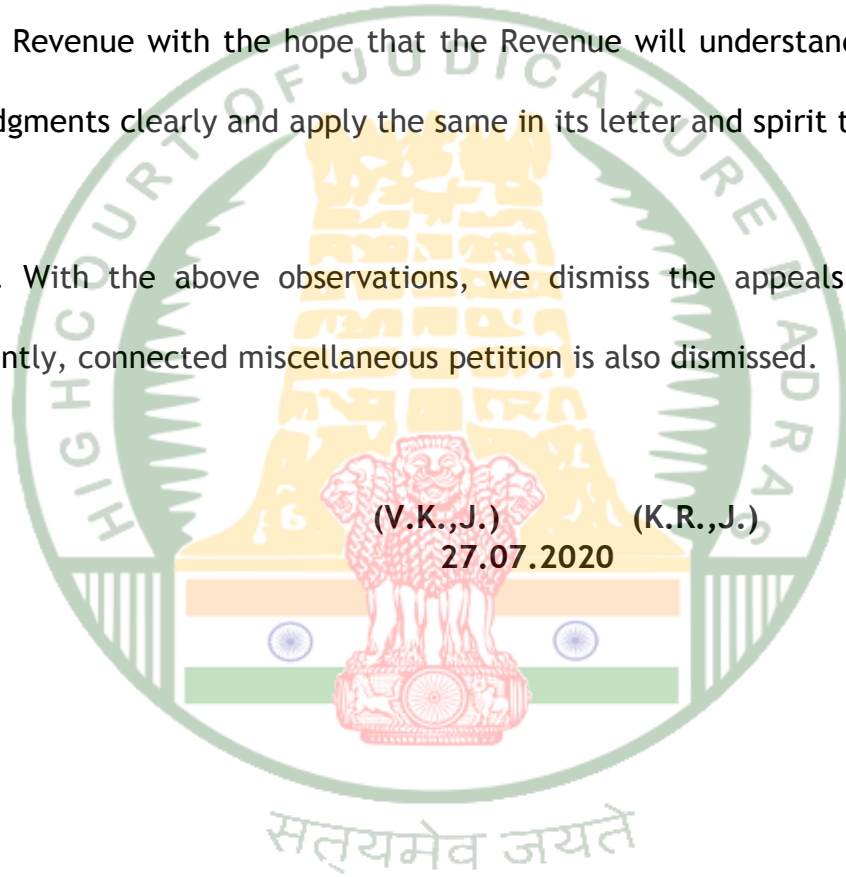 Revenue with the hope that the Revenue will understand
dgments clearly and apply the same in its letter and spirit t
. With the above observations, we dismiss the appeals
ntly, connected miscellaneous petition is also dismissed.
(V.K.,J.) (K.R.,J.)
27.07.2020
HIGH COURT OF JUDICATURE MADRAS
सत्यमेव जयते